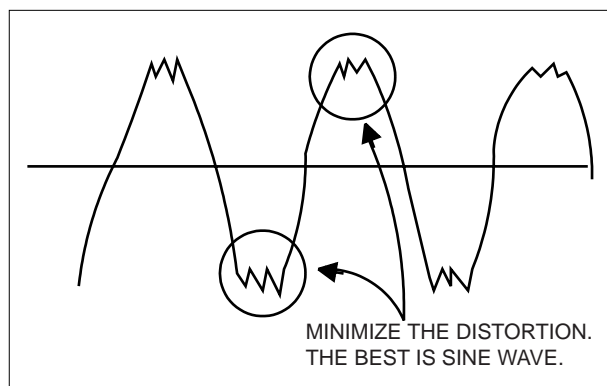 MINIMIZE THE DISTORTION.
THE BEST IS SINE WAVE.